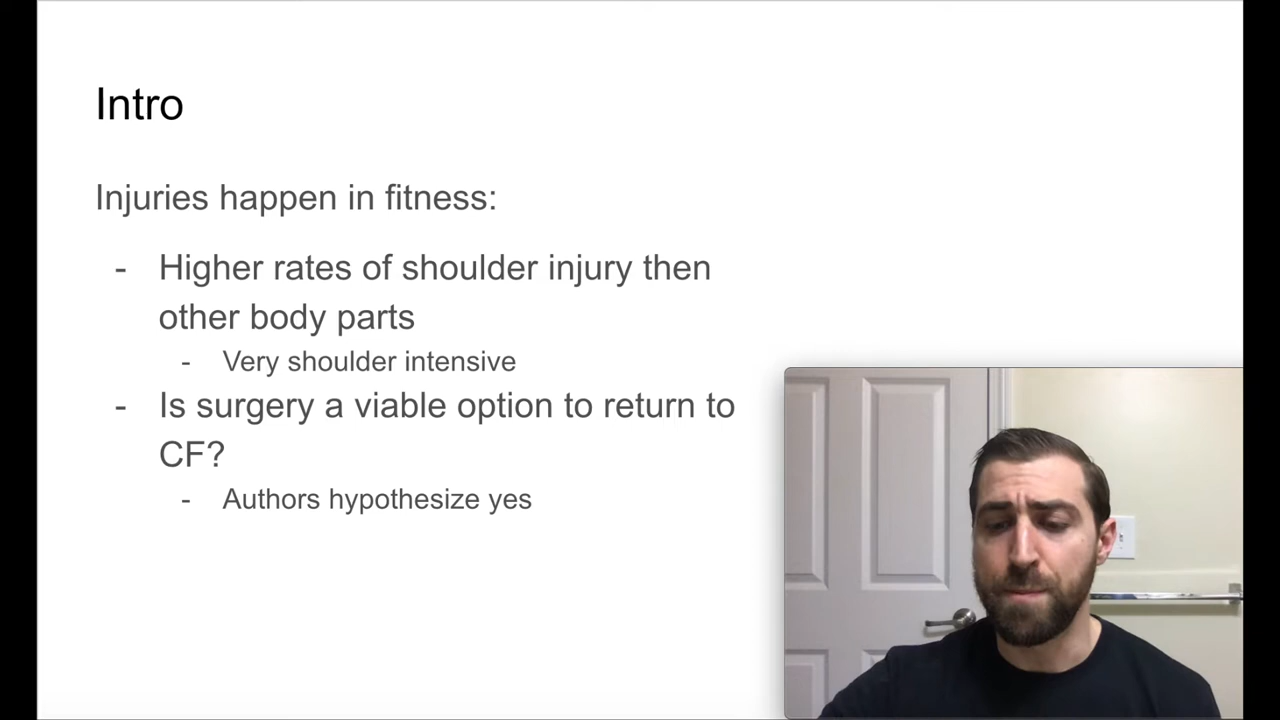 Intro
Injuries happen in fitness:
- Higher rates of shoulder injury then
other body parts
- Very shoulder intensive
- Is surgery a viable option to return to
CF?
- Authors hypothesize yes